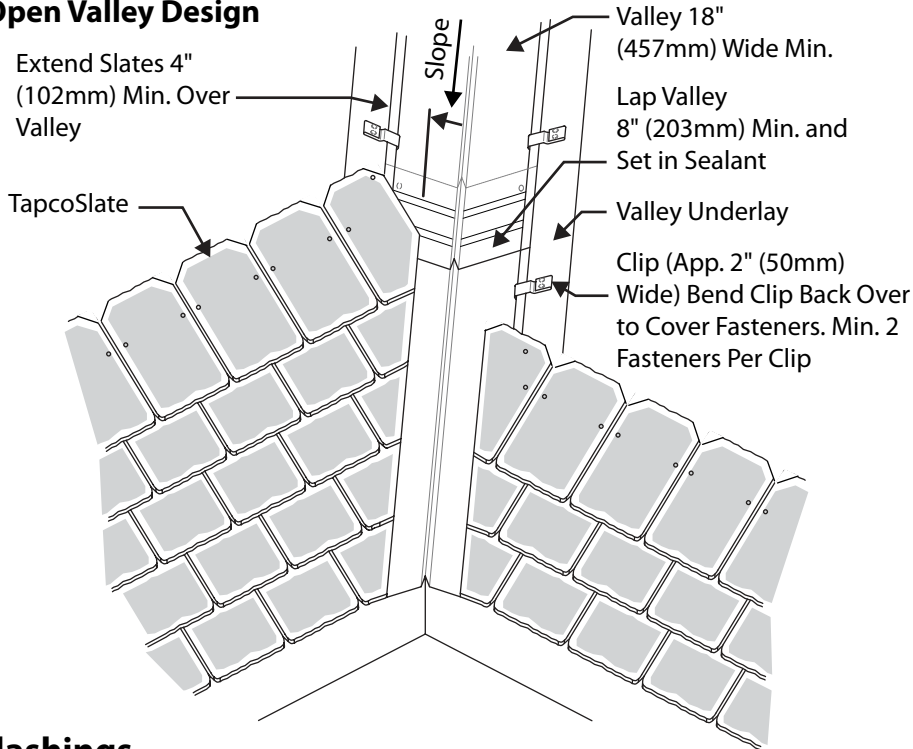 Open Valley Design
Extend Slates 4"
(102mm) Min. Over
Valley
TapcoSlate
Slope
Valley 18"
(457mm) Wide Min.
Lap Valley
8" (203mm) Min. and
Set in Sealant
Valley Underlay
Clip (App. 2" (50mm)
Wide) Bend Clip Back Over
to Cover Fasteners. Min. 2
Fasteners Per Clip